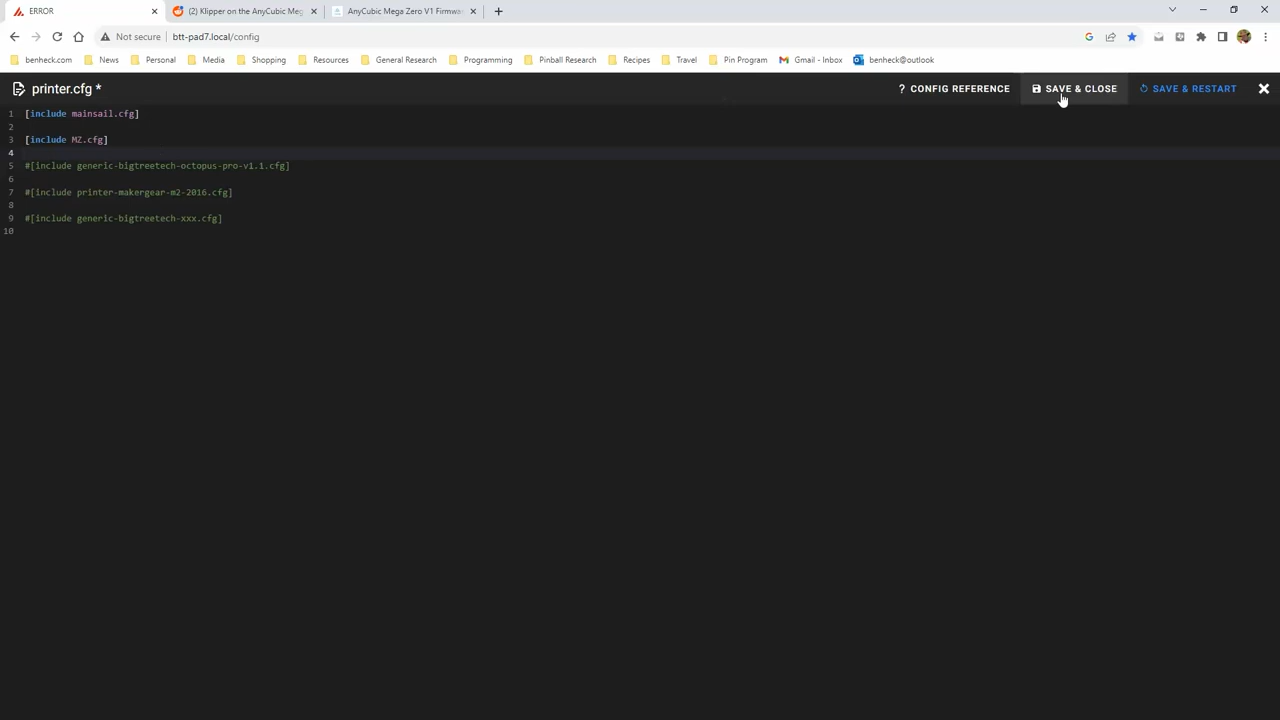 ERROR
(2) Klipper on the AnyCubic Meg
AnyCubic Mega Zero V1 Firmwa
Not secure
btt-pad7.local/config
benheck.com
News
Personal
Media
Shopping
Resources
General Research
Programming
Pinball Research
Recipes
Travel
Pin Program
Gmail - Inbox
benheck@outlook
printer.cfg *
? CONFIG REFERENCE
SAVE & CLOSE
SAVE & RESTART
1 [include mainsail.cfg]
2
3 [include MZ.cfg]
4
5 #[include generic-bigtreetech-octopus-pro-v1.1.cfg]
6
7 #[include printer-makergear-m2-2016.cfg]
8
9 #[include generic-bigtreetech-xxx.cfg]
10